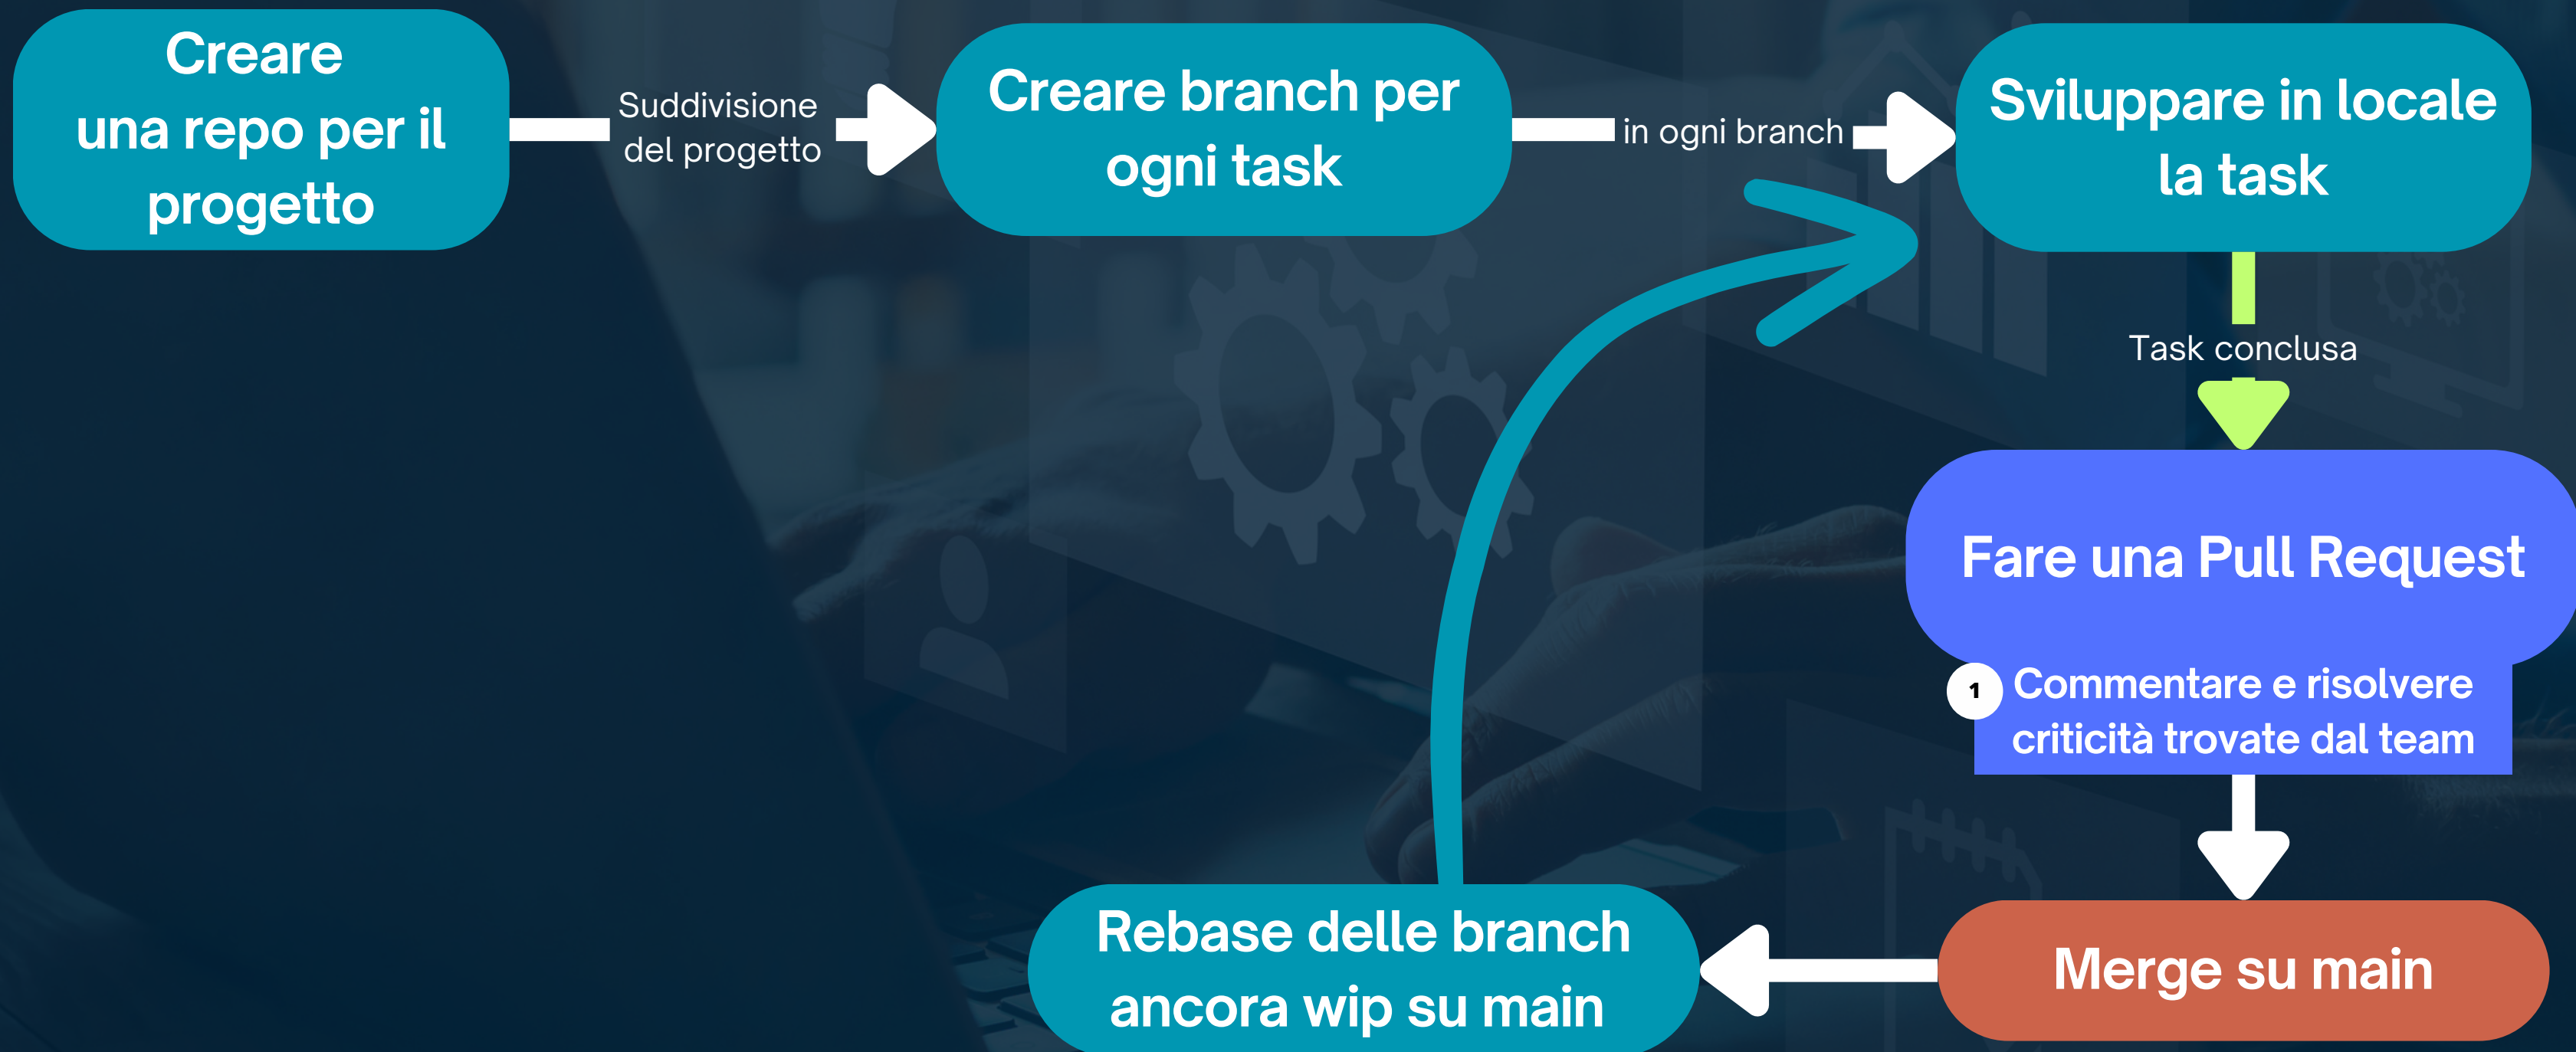 Creare
una repo per il
progetto
Suddivisione
del progetto
Creare branch per
ogni task
in ogni branch
Sviluppare in locale
la task
Task conclusa
Fare una Pull Request
1
Commentare e risolvere
criticità trovate dal team
Merge su main
Rebase delle branch
ancora wip su main